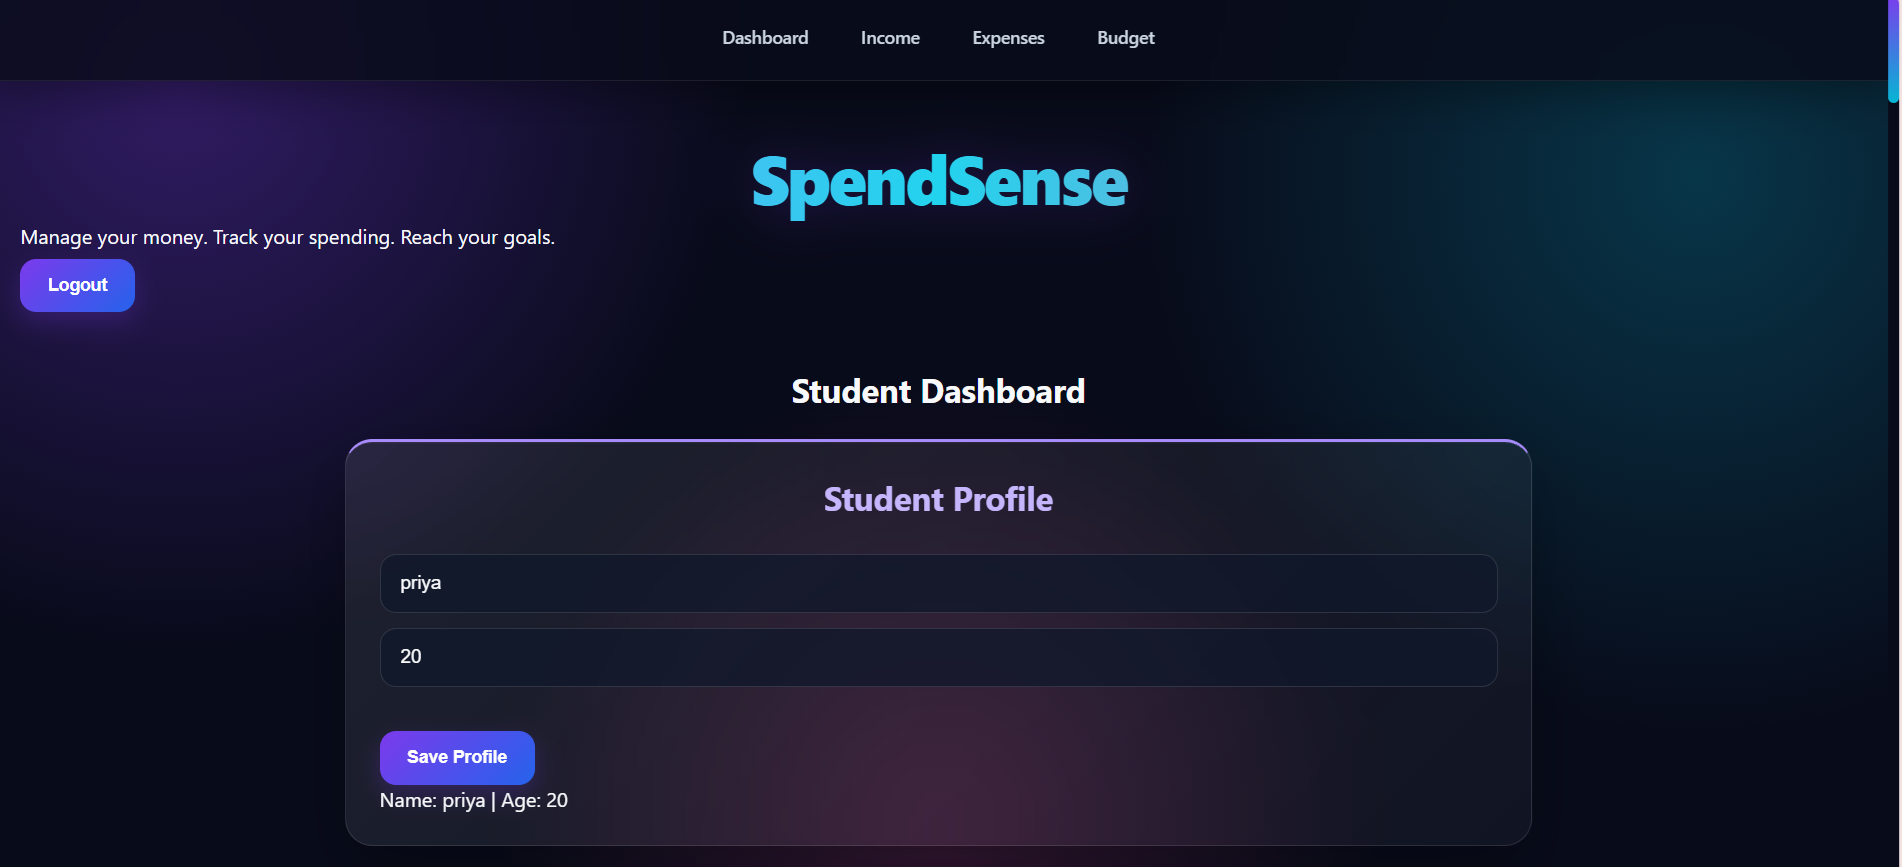 Dashboard Income Expenses Budget
SpendSense
Manage your money. Track your spending. Reach your goals.
Logout
Student Dashboard
Student Profile
priya
20
Save Profile
Name: priya | Age: 20